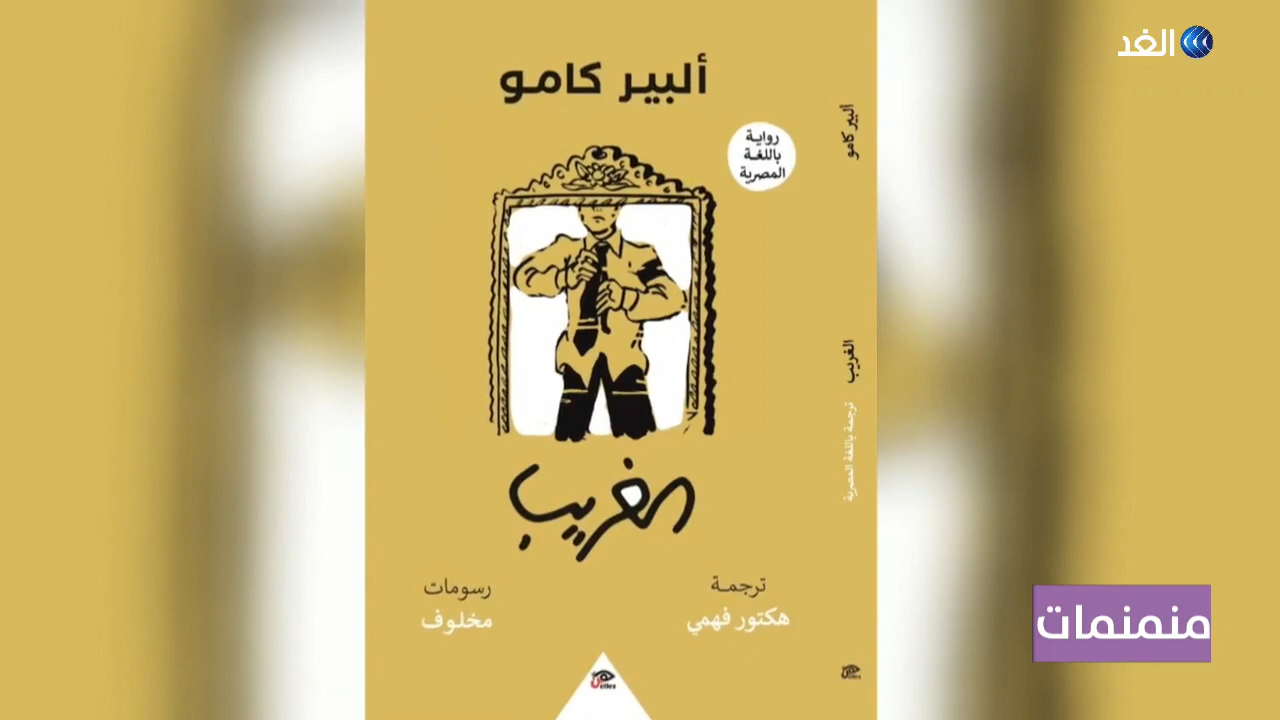 الغد
ألبير كامو
رواية
باللغة
المصرية
الغريب
ترجمة
هكتور فهمي
رسومات
مخلوف
ألبير كامو
الغريب
ترجمة باللغة المصرية
منمنمات